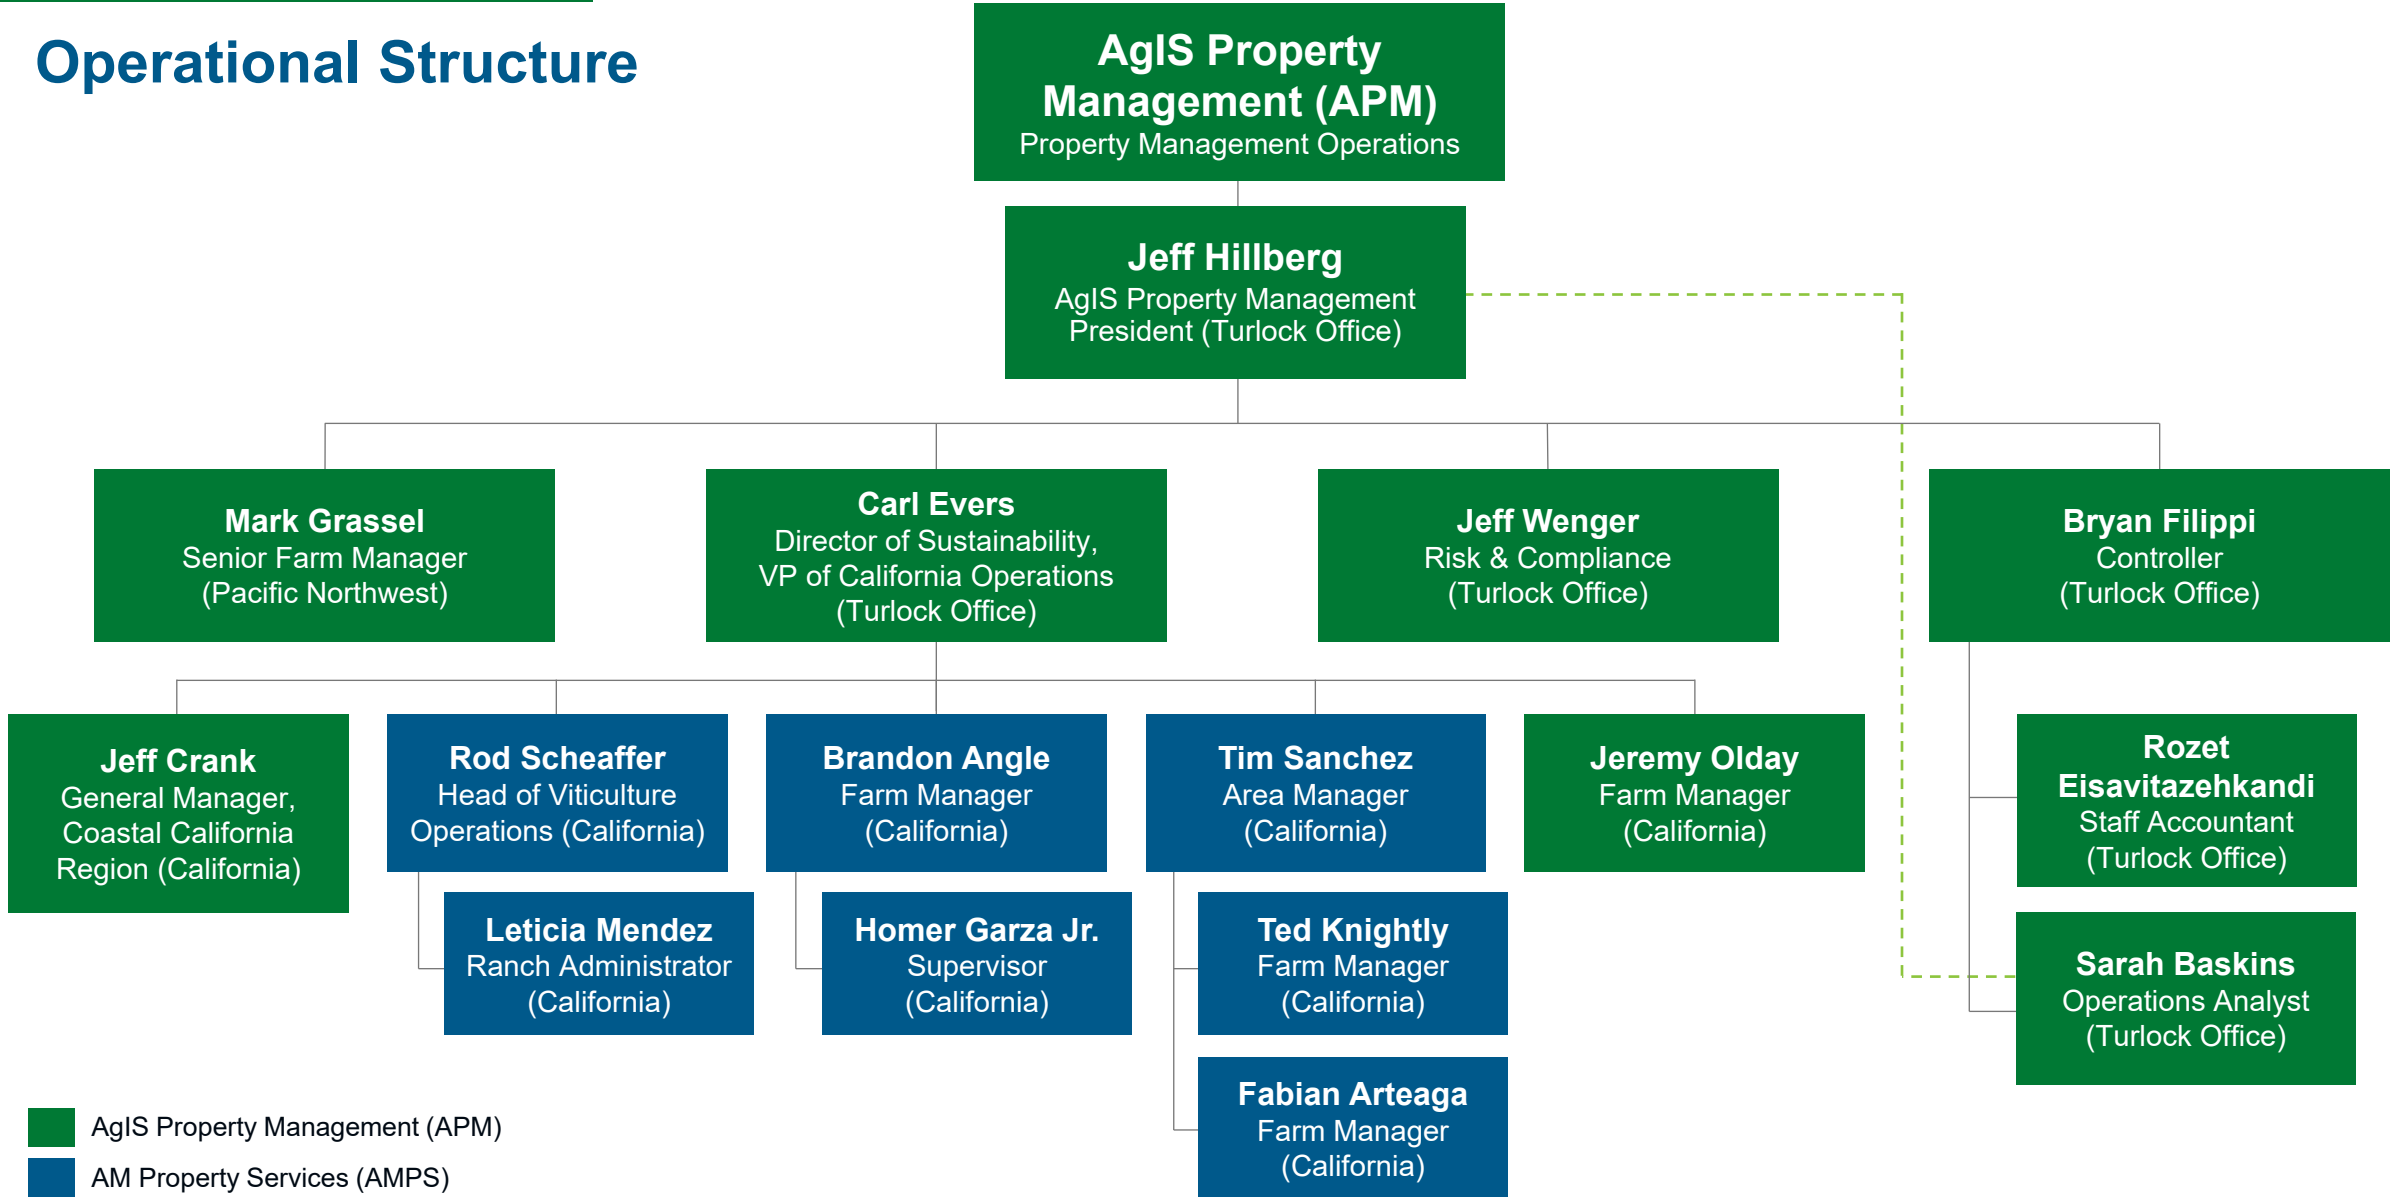 Operational Structure
AgIS Property
Management (APM)
Property Management Operations
Jeff Hillberg
AgIS Property Management
President (Turlock Office)
Mark Grassel
Senior Farm Manager
(Pacific Northwest)
Carl Evers
Director of Sustainability,
VP of California Operations
(Turlock Office)
Jeff Wenger
Risk & Compliance
(Turlock Office)
Bryan Filippi
Controller
(Turlock Office)
Jeff Crank
General Manager,
Coastal California
Region (California)
Rod Scheaffer
Head of Viticulture
Operations (California)
Brandon Angle
Farm Manager
(California)
Tim Sanchez
Area Manager
(California)
Jeremy Olday
Farm Manager
(California)
Rozet
Eisavitazehkandi
Staff Accountant
(Turlock Office)
Leticia Mendez
Ranch Administrator
(California)
Homer Garza Jr.
Supervisor
(California)
Ted Knightly
Farm Manager
(California)
Sarah Baskins
Operations Analyst
(Turlock Office)
Fabian Arteaga
Farm Manager
(California)
AgIS Property Management (APM)
AM Property Services (AMPS)